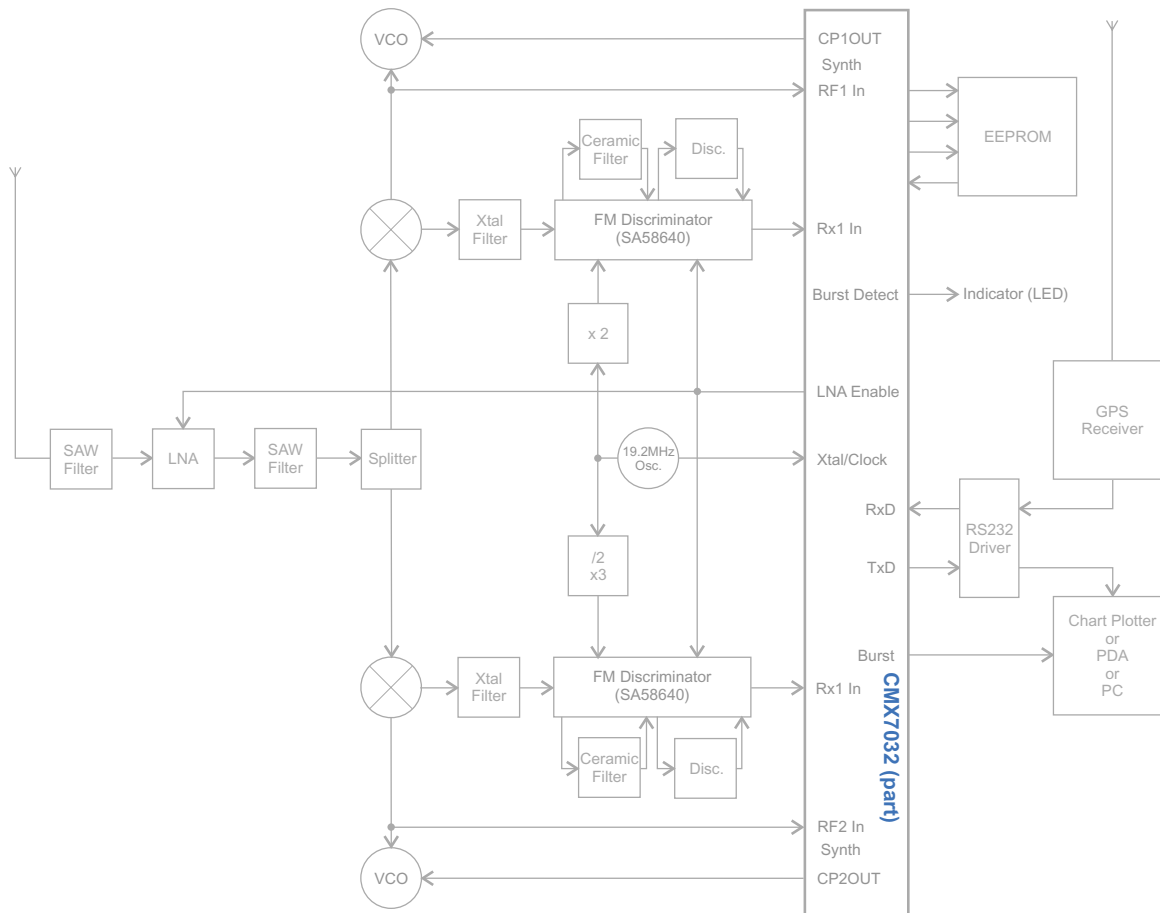 VCO
CP1OUT
Synth
RF1 In
EEPROM
Ceramic
Filter
Disc.
Xtal
Filter
FM Discriminator
(SA58640)
Rx1 In
Burst Detect
Indicator (LED)
x 2
LNA Enable
GPS
Receiver
SAW
Filter
LNA
SAW
Filter
Splitter
19.2MHz
Osc.
Xtal/Clock
RxD
RS232
Driver
/2
x3
TxD
Chart Plotter
or
PDA
or
PC
Burst
Xtal
Filter
FM Discriminator
(SA58640)
Rx1 In
CMX7032 (part)
Ceramic
Filter
Disc.
RF2 In
Synth
VCO
CP2OUT